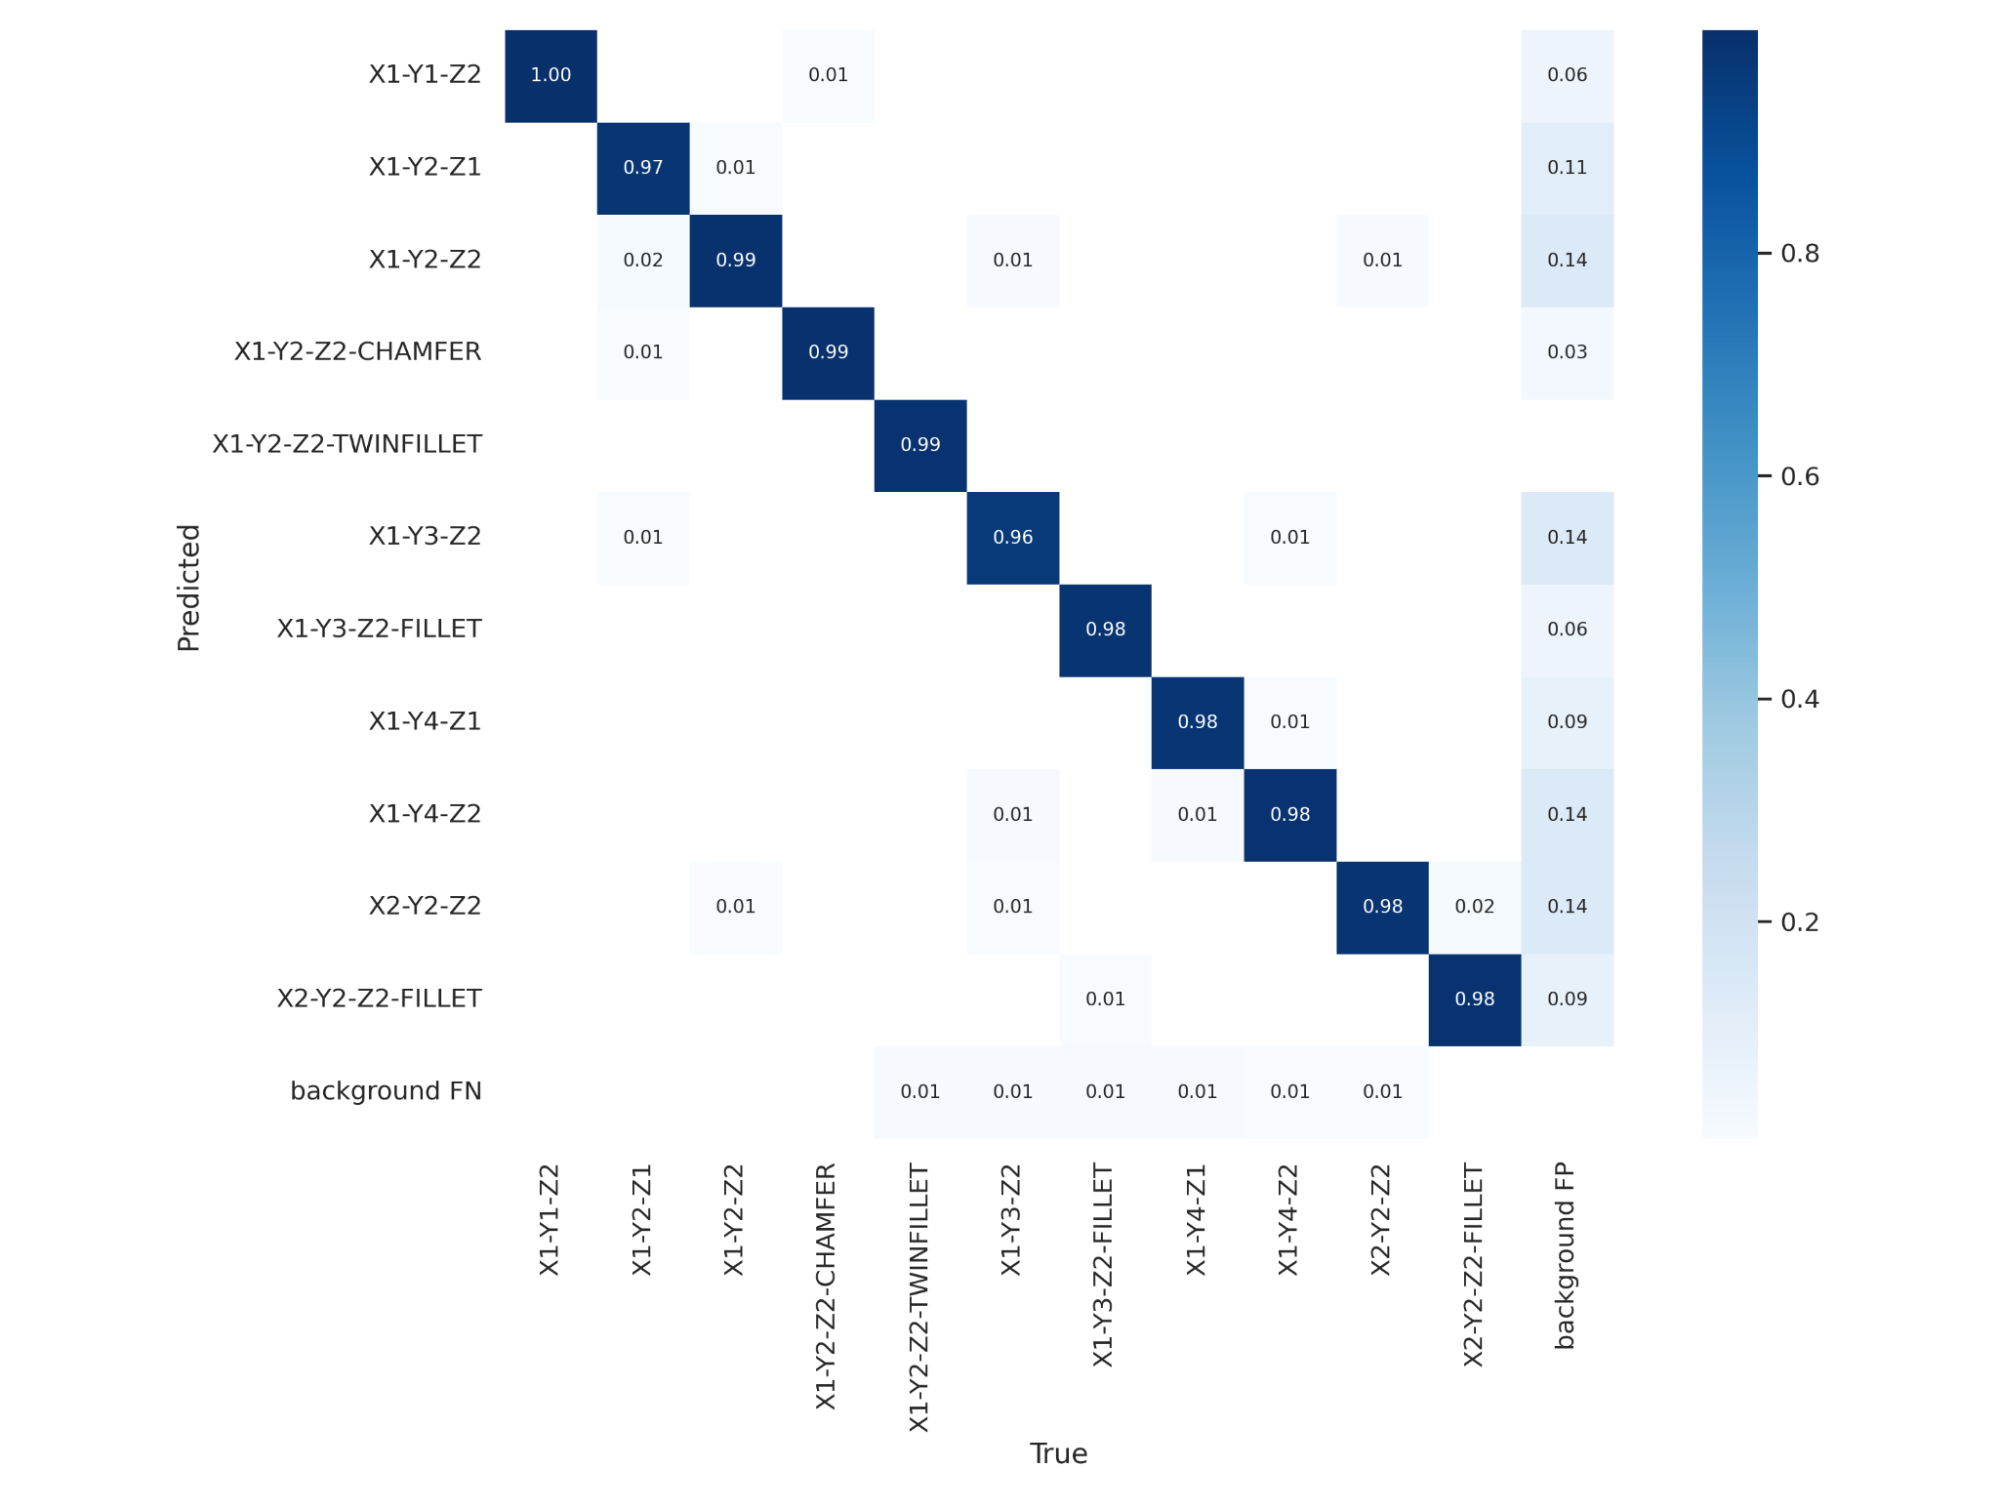 X1-Y1-Z2 1.00 0.01 0.06
X1-Y2-Z1 0.97 0.01 0.11
X1-Y2-Z2 0.02 0.99 0.01 0.01 0.14
X1-Y2-Z2-CHAMFER 0.01 0.99 0.03
X1-Y2-Z2-TWINFILLET 0.99
X1-Y3-Z2 0.01 0.96 0.01 0.14
X1-Y3-Z2-FILLET 0.98 0.06
X1-Y4-Z1 0.98 0.01 0.09
X1-Y4-Z2 0.01 0.01 0.98 0.14
X2-Y2-Z2 0.01 0.01 0.98 0.02 0.14
X2-Y2-Z2-FILLET 0.01 0.98 0.09
background FN 0.01 0.01 0.01 0.01 0.01 0.01
Predicted
X1-Y1-Z2
X1-Y2-Z1
X1-Y2-Z2
X1-Y2-Z2-CHAMFER
X1-Y2-Z2-TWINFILLET
X1-Y3-Z2
X1-Y3-Z2-FILLET
X1-Y4-Z1
X1-Y4-Z2
X2-Y2-Z2
X2-Y2-Z2-FILLET
background FP
True
0.8
0.6
0.4
0.2